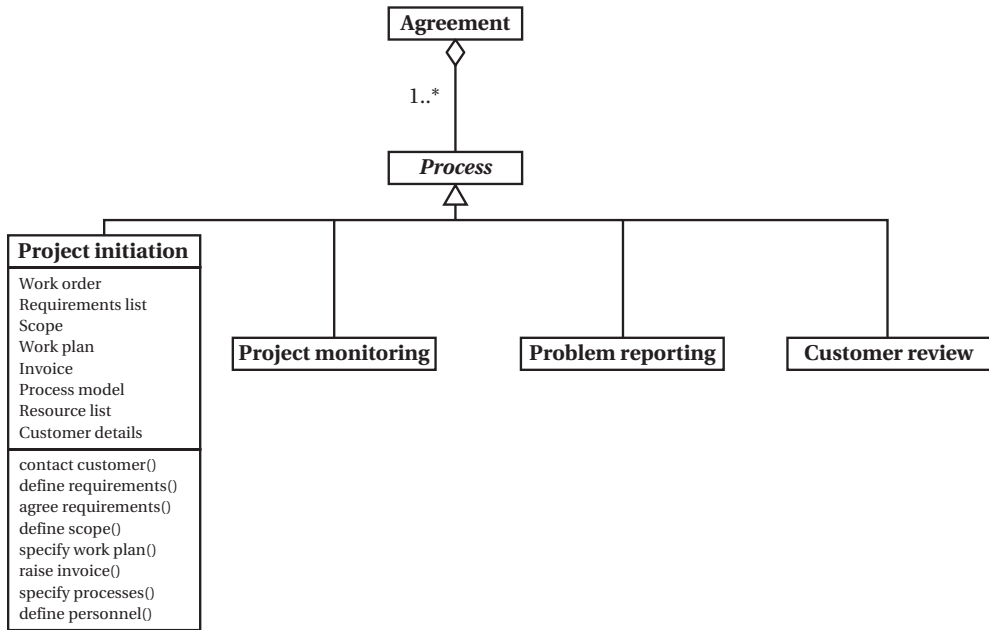 Agreement
1..*
Process
Project initiation
Work order
Requirements list
Scope
Work plan
Invoice
Process model
Resource list
Customer details
contact customer()
define requirements()
agree requirements()
define scope()
specify work plan()
raise invoice()
specify processes()
define personnel()
Project monitoring
Problem reporting
Customer review